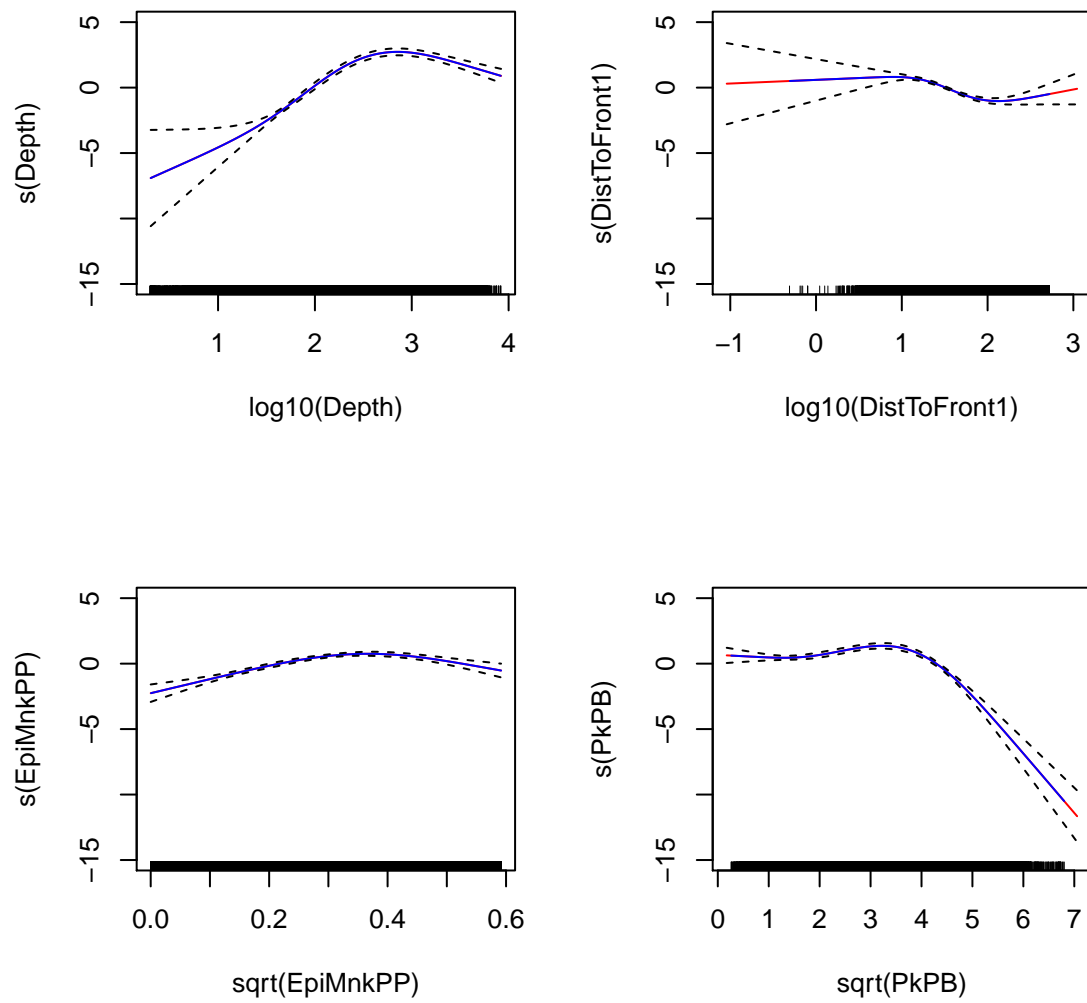 s(Depth)
5
0
−5
−15
1 2 3 4
log10(Depth)
s(DistToFront1)
5
0
−5
−15
−1 0 1 2 3
log10(DistToFront1)
s(EpiMnkPP)
5
0
−5
−15
0.0 0.2 0.4 0.6
sqrt(EpiMnkPP)
s(PkPB)
5
0
−5
−15
0 1 2 3 4 5 6 7
sqrt(PkPB)